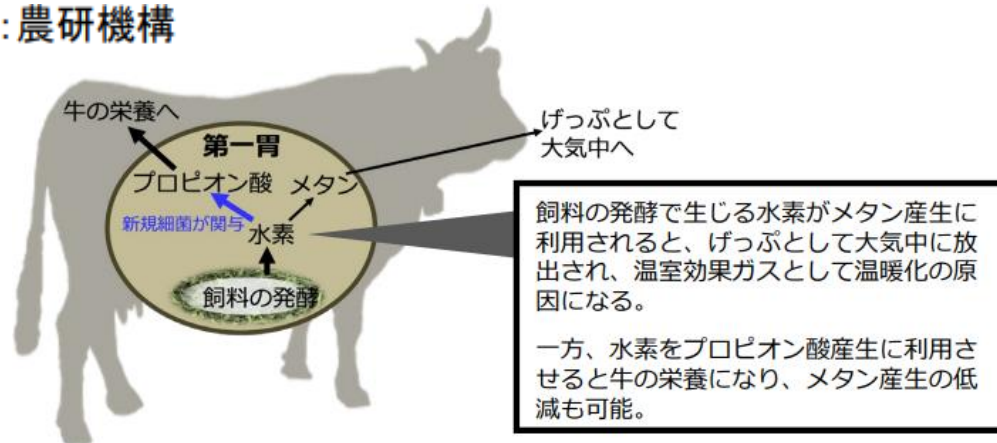 :農研機構
牛の栄養へ
第一胃
プロピオン酸
メタン
新規細菌が関与
水素
飼料の発酵
げっぷとして
大気中へ
飼料の発酵で生じる水素がメタン産生に
利用されると、げっぷとして大気中に放
出され、温室効果ガスとして温暖化の原
因になる。
一方、水素をプロピオン酸産生に利用さ
せると牛の栄養になり、メタン産生の低
減も可能。